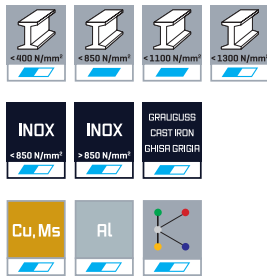 <400 N/mm²
<850 N/mm²
<1100 N/mm²
<1300 N/mm²
INOX
<850 N/mm²
INOX
>850 N/mm²
GRAUGUSS
CAST IRON
GHISA GRIGIA
Cu, Ms
Al